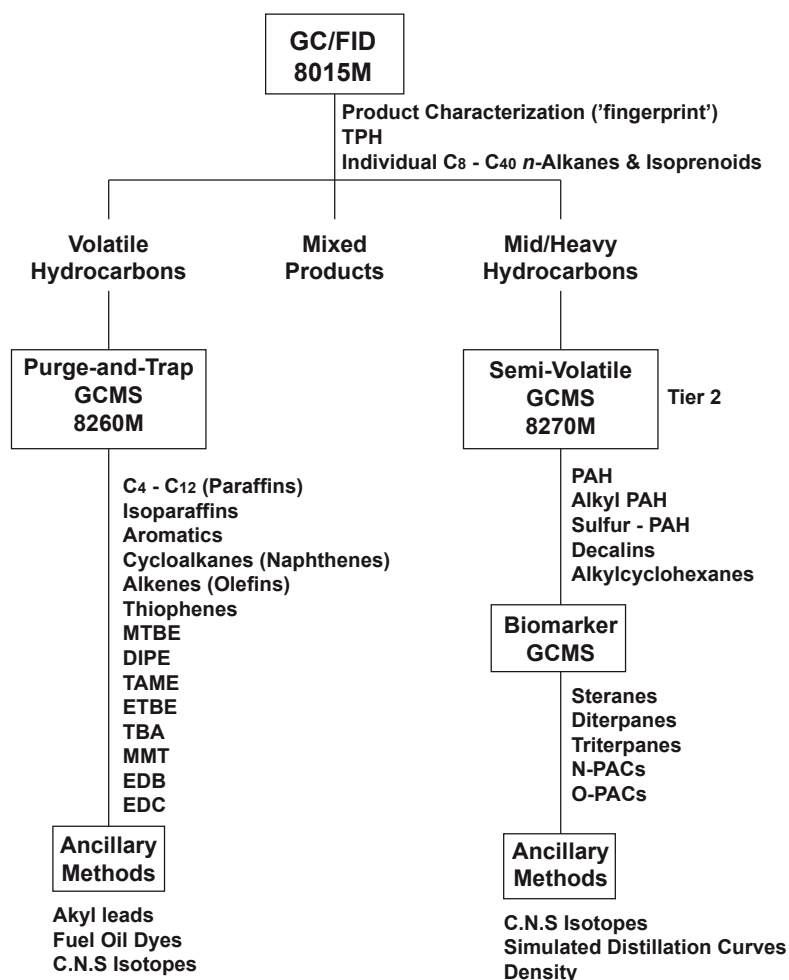 GC/FID
8015M
Product Characterization (’fingerprint’)
TPH
Individual C8 - C40 n-Alkanes & Isoprenoids
Volatile
Hydrocarbons
Mixed
Products
Mid/Heavy
Hydrocarbons
Purge-and-Trap
GCMS
8260M
Semi-Volatile
GCMS
8270M
Tier 2
C4 - C12 (Paraffins)
Isoparaffins
Aromatics
Cycloalkanes (Naphthenes)
Alkenes (Olefins)
Thiophenes
MTBE
DIPE
TAME
ETBE
TBA
MMT
EDB
EDC
PAH
Alkyl PAH
Sulfur - PAH
Decalins
Alkylcyclohexanes
Biomarker
GCMS
Steranes
Diterpanes
Triterpanes
N-PACs
O-PACs
Ancillary
Methods
Akyl leads
Fuel Oil Dyes
C.N.S Isotopes
Ancillary
Methods
C.N.S Isotopes
Simulated Distillation Curves
Density